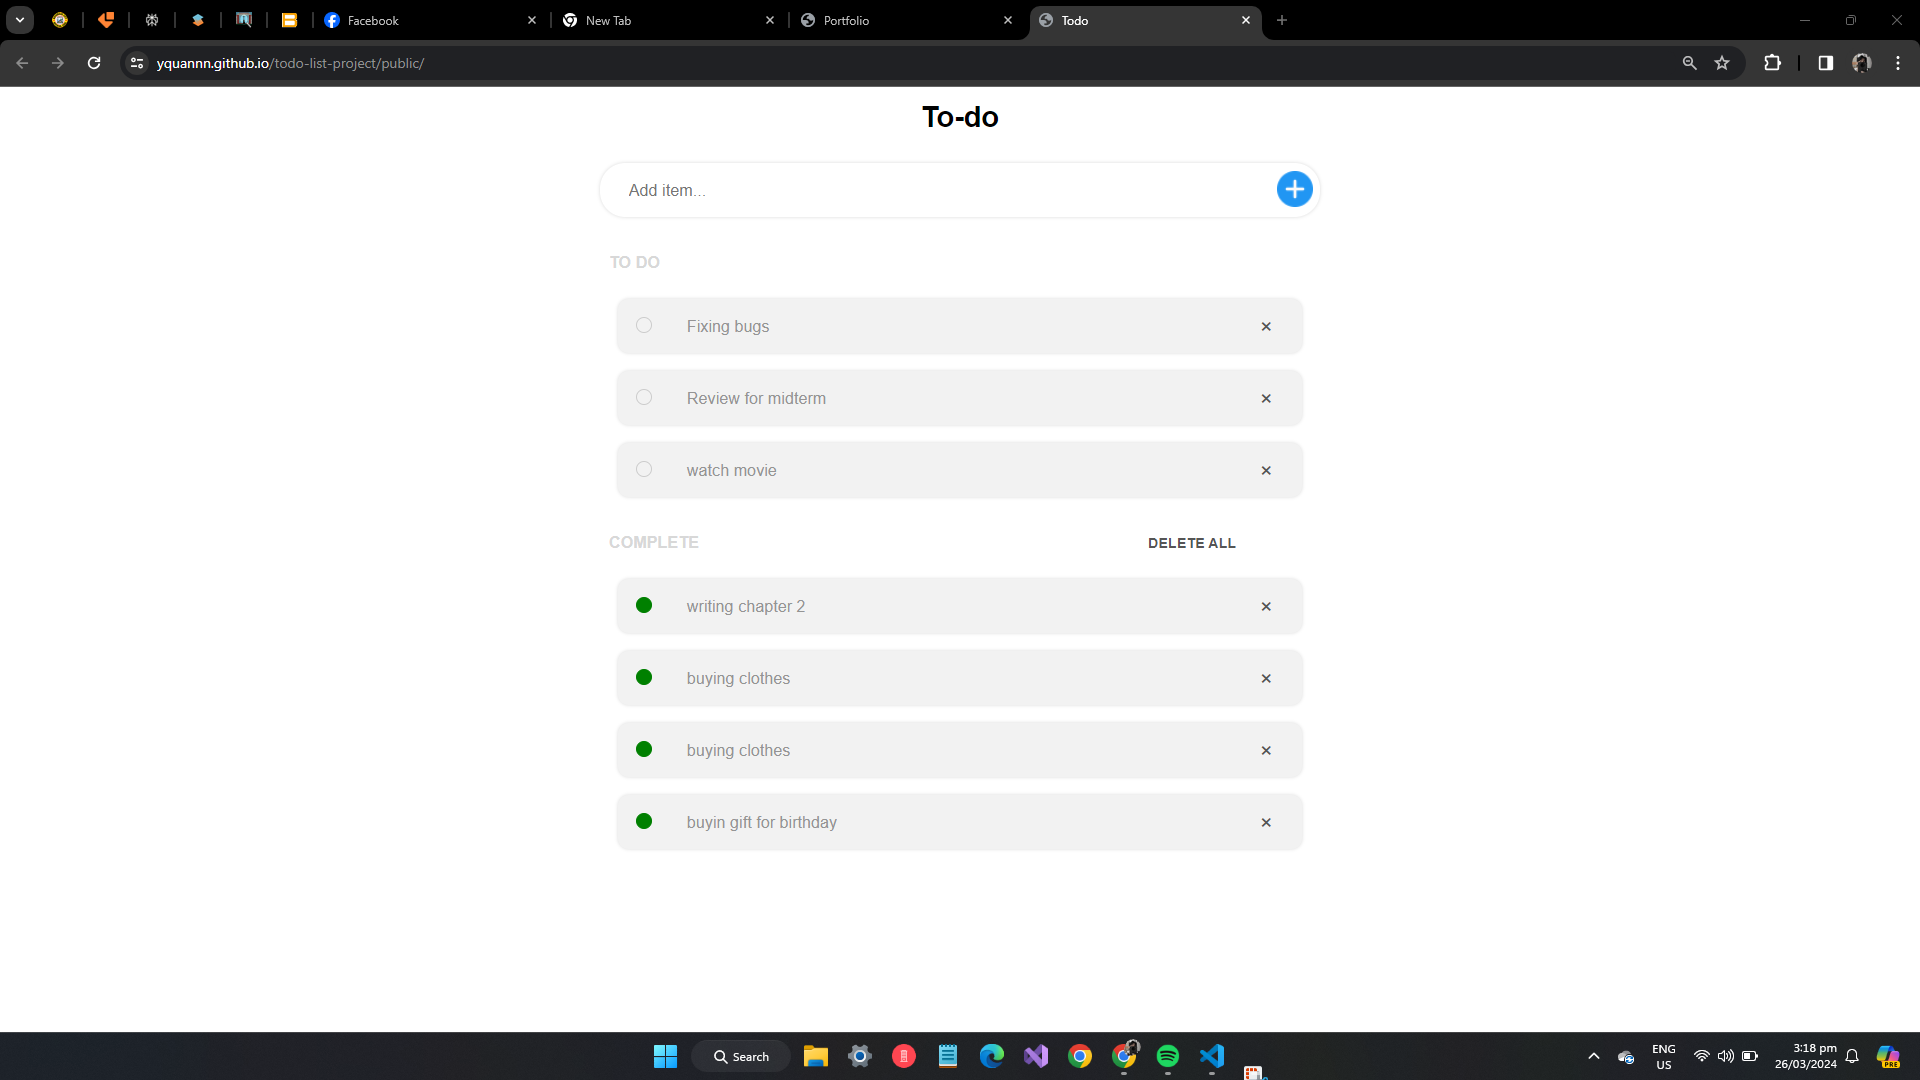 Facebook
New Tab
Portfolio
Todo
yquannn.github.io/todo-list-project/public/
To-do
Add item...
TO DO
Fixing bugs
Review for midterm
watch movie
COMPLETE
DELETE ALL
writing chapter 2
buying clothes
buying clothes
buyin gift for birthday
Search
ENG
US
3:18 pm
26/03/2024
PRE